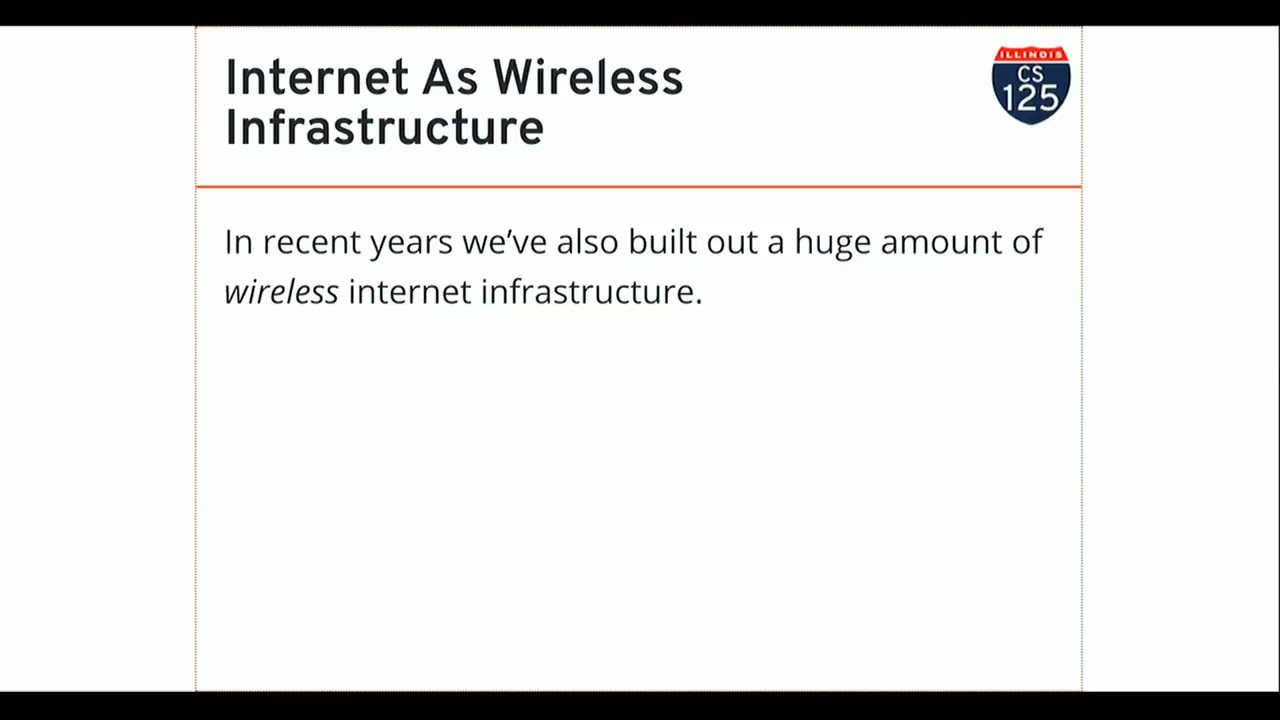 Internet As Wireless
Infrastructure
ILLINOIS
CS
125
In recent years we’ve also built out a huge amount of
wireless internet infrastructure.